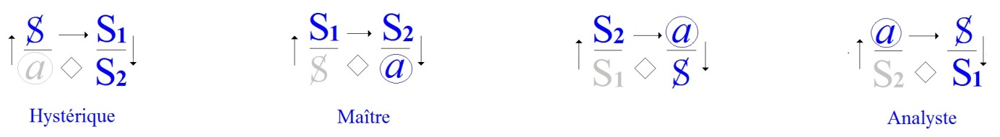 $ → S1 S1 → S2 S2 → a a → $
a ◇ S2 $ ◇ a S1 ◇ $ S2 ◇ S1
Hystérique Maître Analyste